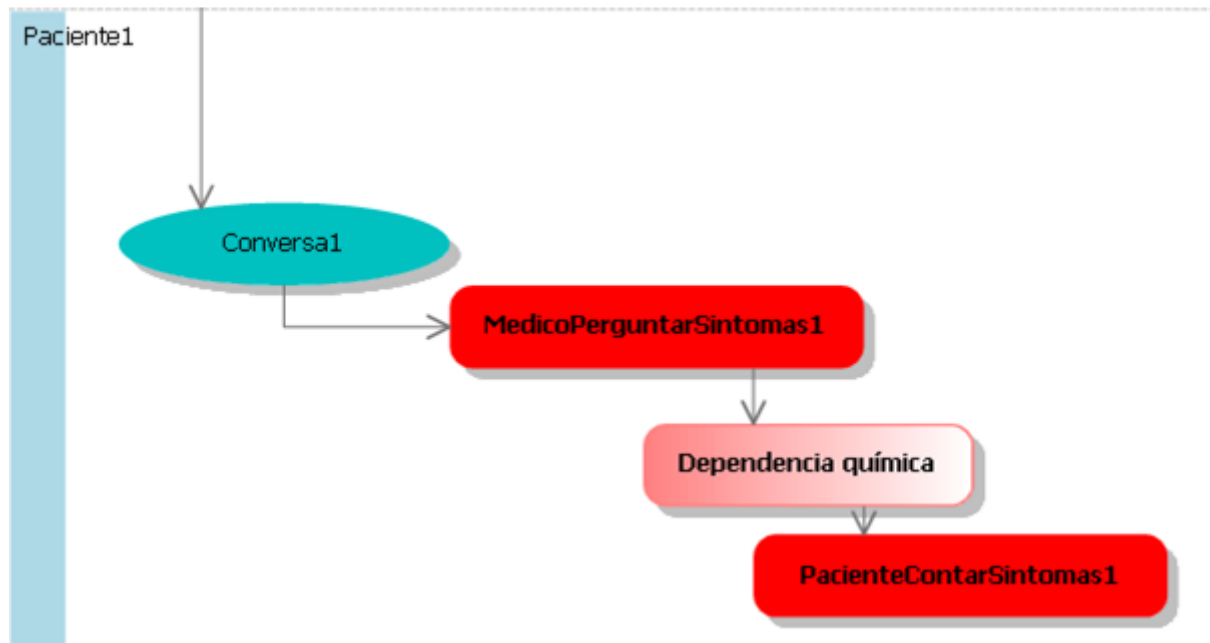 Paciente1
Conversa1
MedicoPerguntarSintomas1
Dependencia química
PacienteContarSintomas1